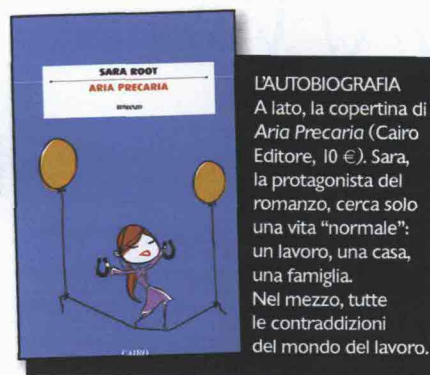 SARA ROOT
ARIA PRECARIA
romanzo
CAIRO
L'AUTOBIOGRAFIA
A lato, la copertina di
Aria Precaria (Cairo
Editore, 10 €). Sara,
la protagonista del
romanzo, cerca solo
una vita "normale":
un lavoro, una casa,
una famiglia.
Nel mezzo, tutte
le contraddizioni
del mondo del lavoro.